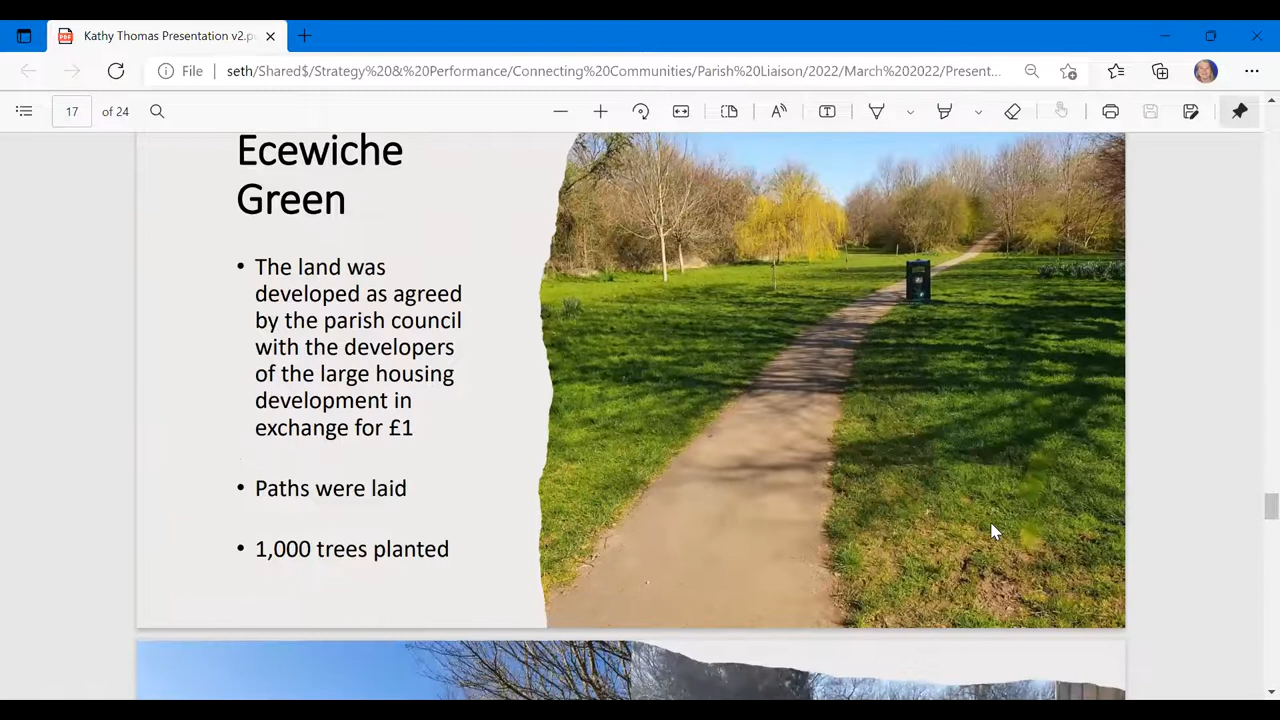 Kathy Thomas Presentation v2.p
File
seth/Shared$/Strategy%20&%20Performance/Connecting%20Communities/Parish%20Liaison/2022/March%202022/Present...
17 of 24
Ecewiche
Green
• The land was
developed as agreed
by the parish council
with the developers
of the large housing
development in
exchange for £1
• Paths were laid
• 1,000 trees planted